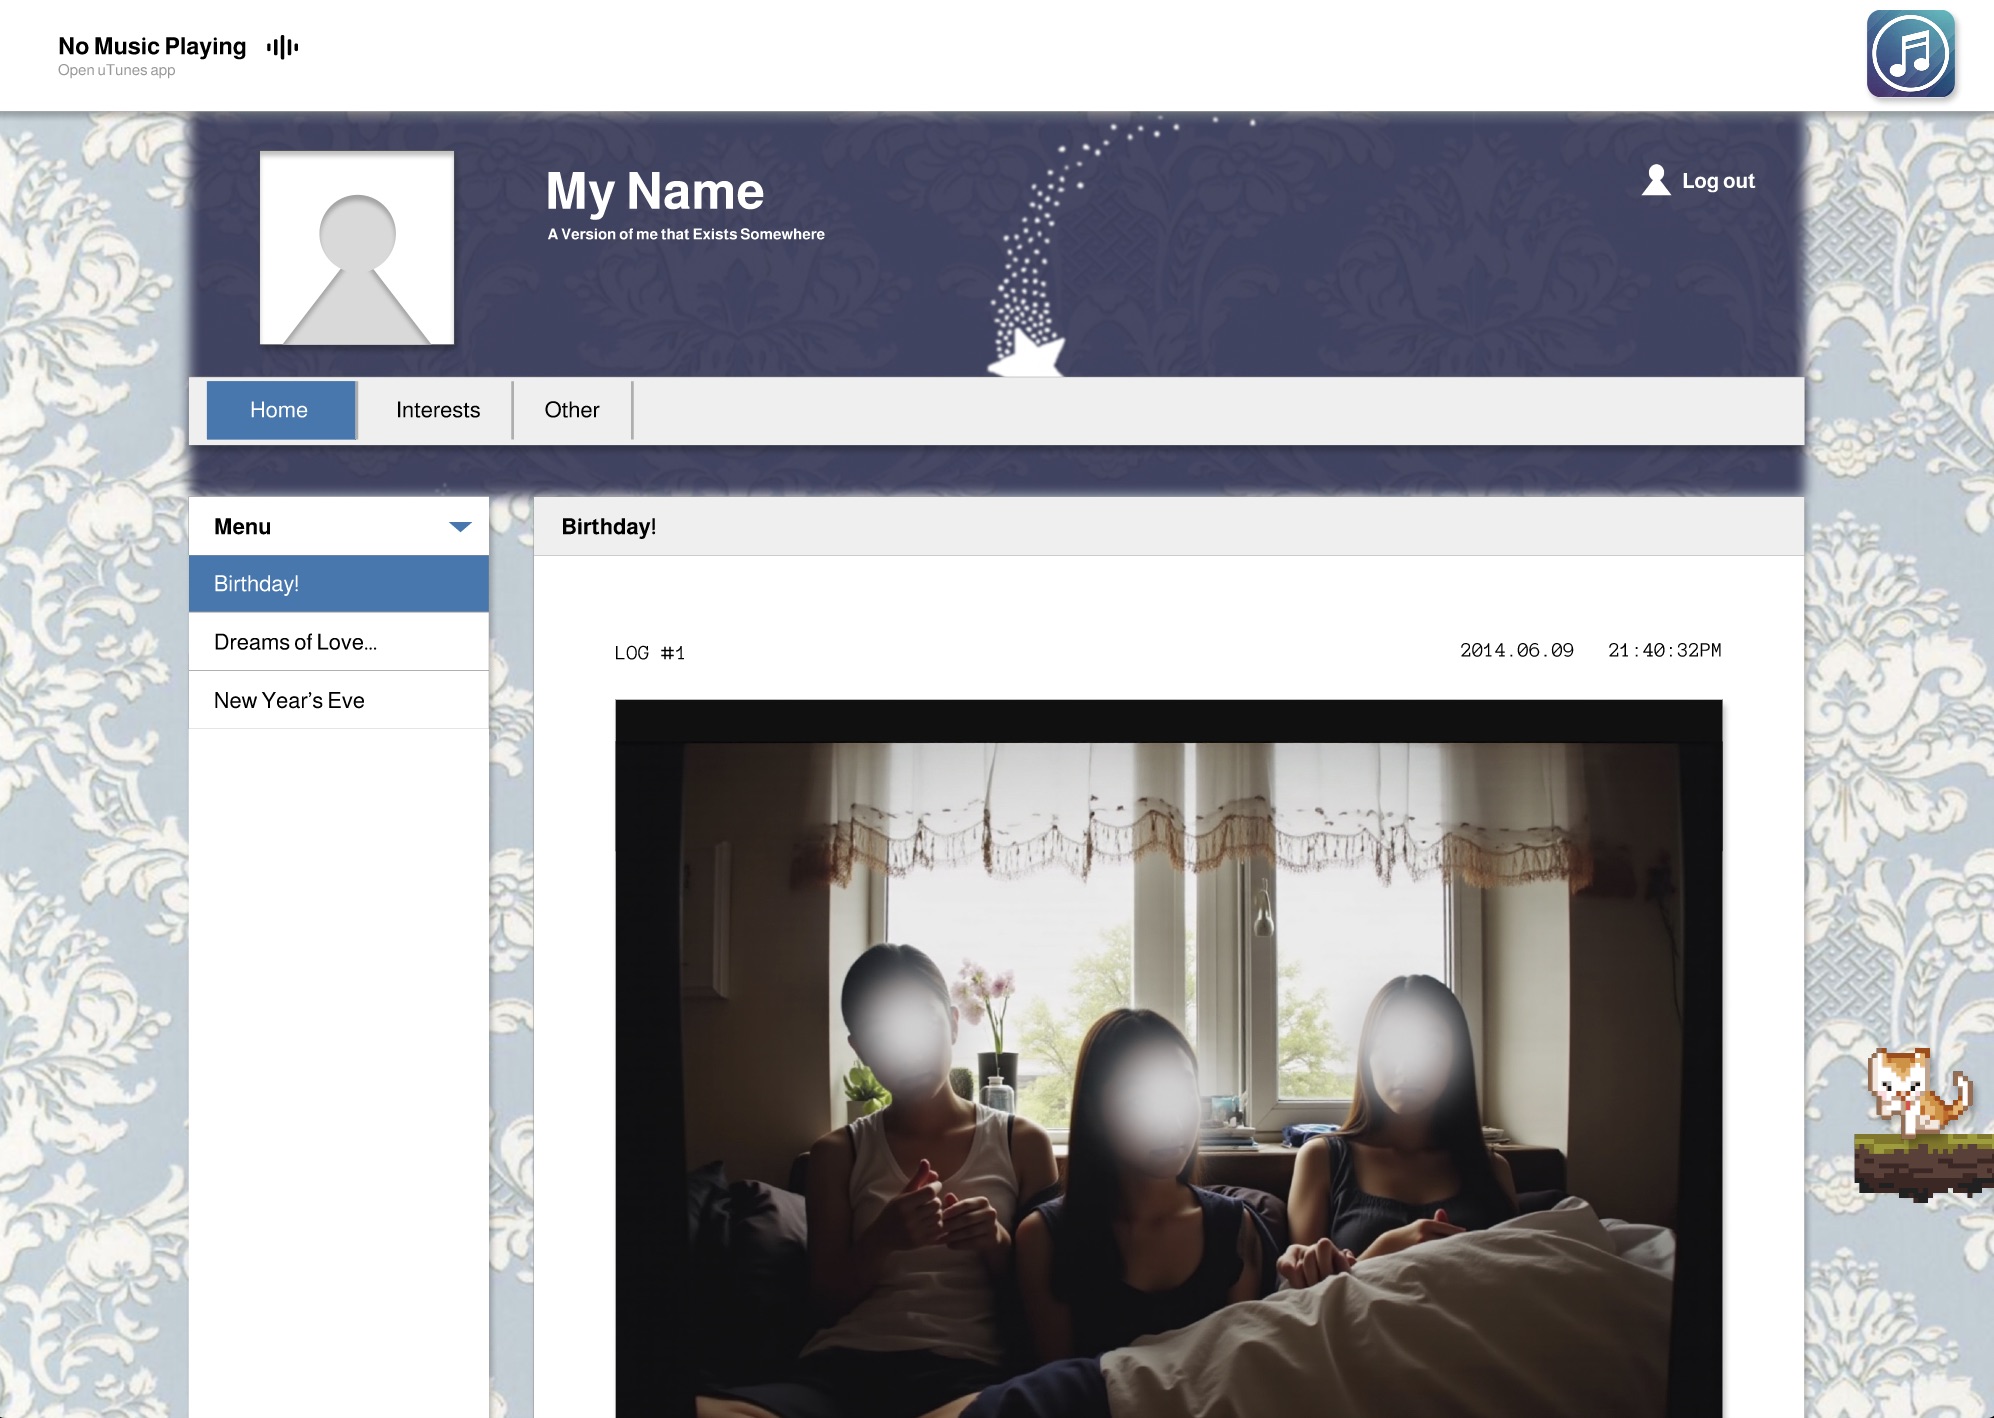 No Music Playing
Open uTunes app
My Name
A Version of me that Exists Somewhere
Log out
Home
Interests
Other
Menu
Birthday!
Dreams of Love...
New Year's Eve
Birthday!
LOG #1
2014.06.09 21:40:32PM